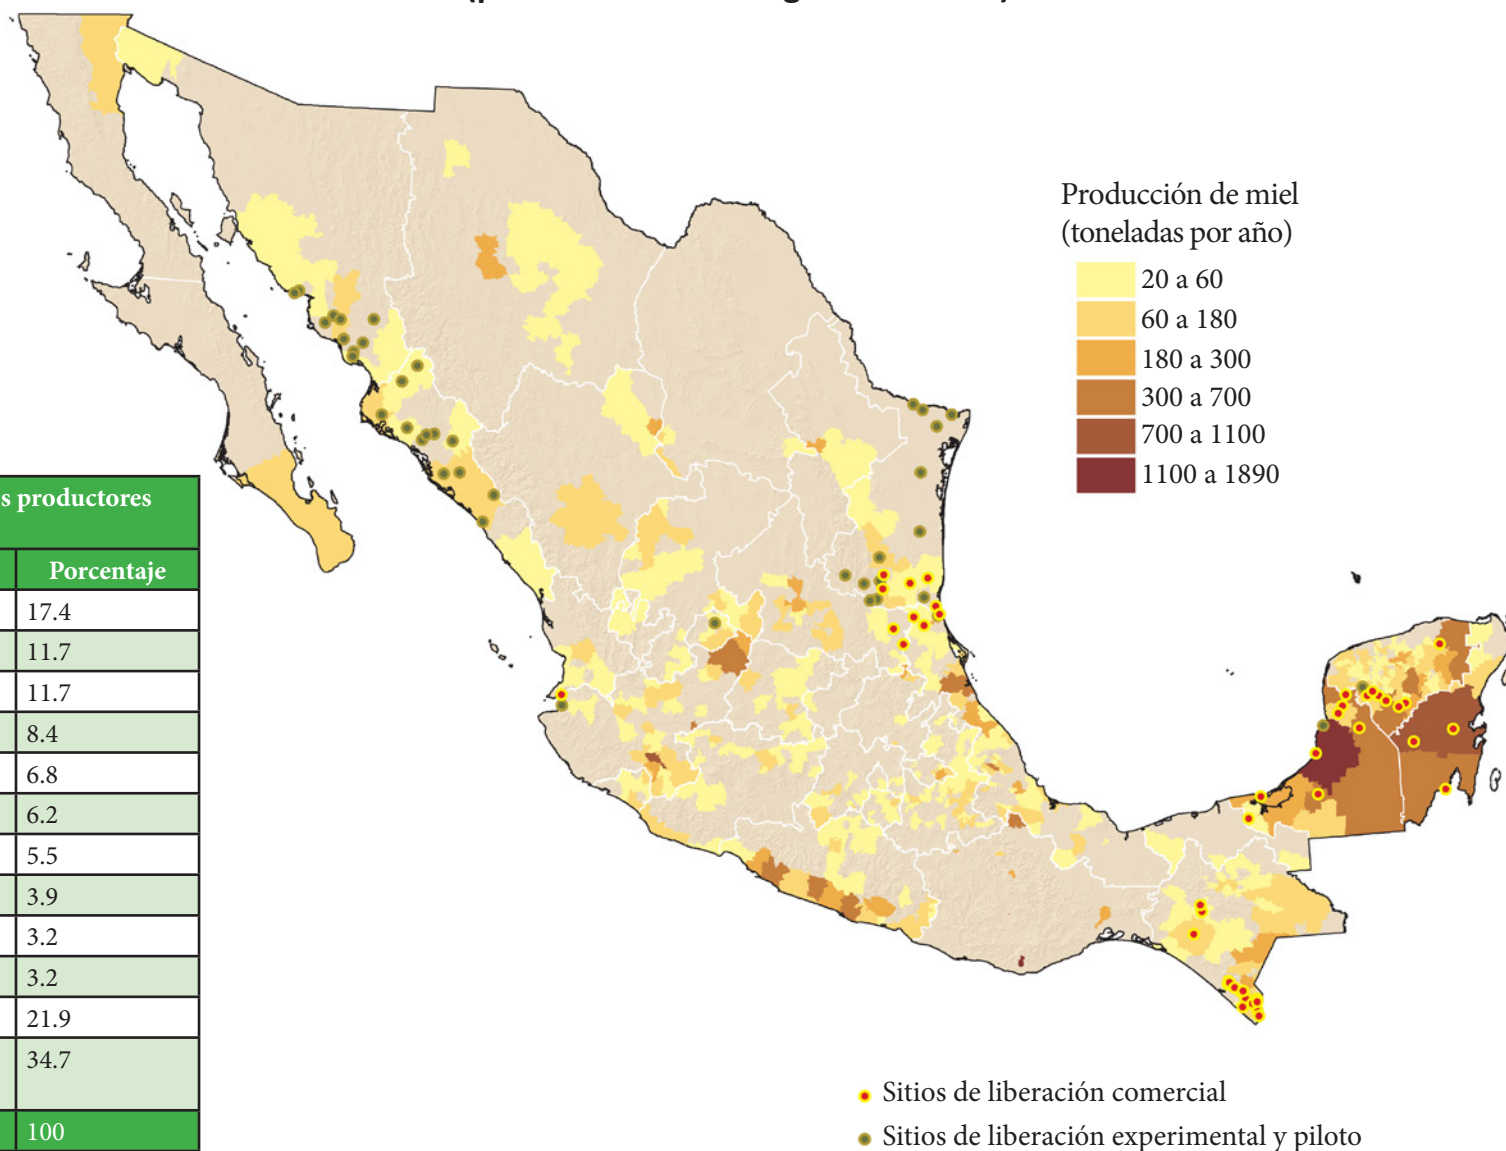 Producción de miel
(toneladas por año)
20 a 60
60 a 180
180 a 300
300 a 700
700 a 1100
1100 a 1890
s productores
Porcentaje
17.4
11.7
11.7
8.4
6.8
6.2
5.5
3.9
3.2
3.2
21.9
34.7
100
Sitios de liberación comercial
Sitios de liberación experimental y piloto